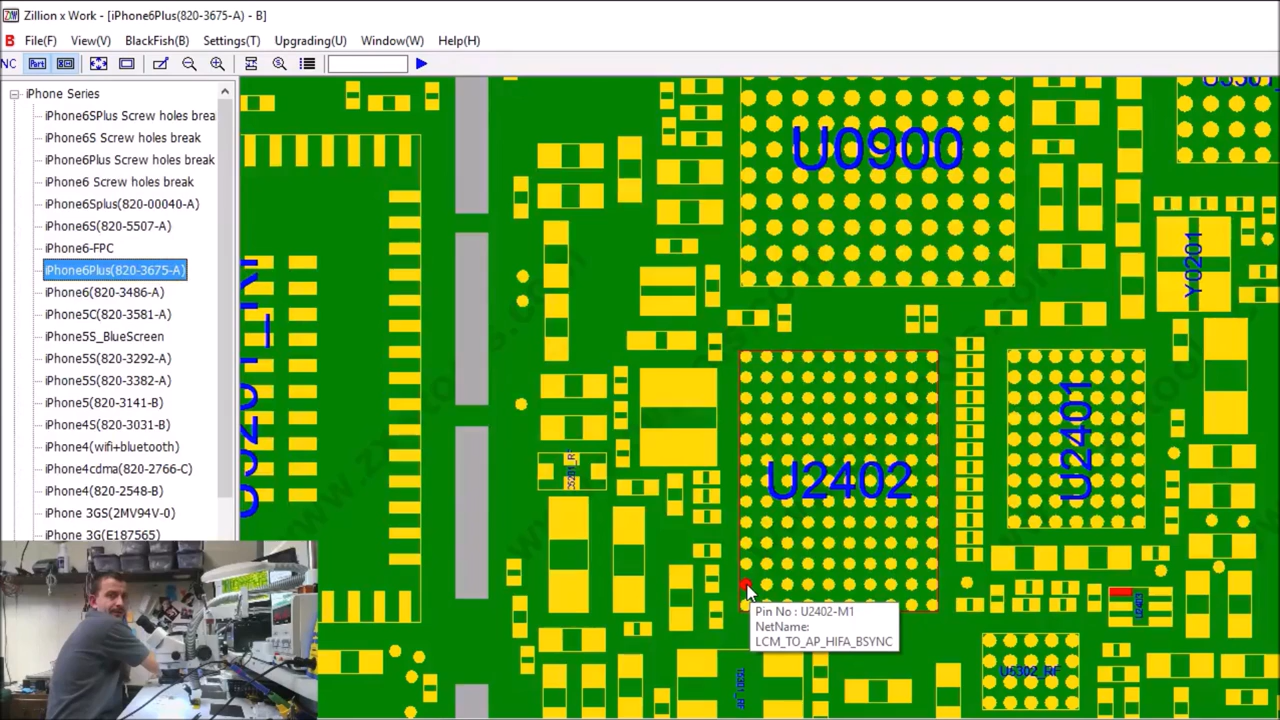 Zillion x Work - [iPhone6Plus(820-3675-A) - B]
B File(F) View(V) BlackFish(B) Settings(T) Upgrading(U) Window(W) Help(H)
NC Part
iPhone Series
iPhone6SPlus Screw holes brea
iPhone6S Screw holes break
iPhone6Plus Screw holes break
iPhone6 Screw holes break
iPhone6Splus(820-00040-A)
iPhone6S(820-5507-A)
iPhone6-FPC
iPhone6Plus(820-3675-A)
iPhone6(820-3486-A)
iPhone5C(820-3581-A)
iPhone5S_BlueScreen
iPhone5S(820-3292-A)
iPhone5S(820-3382-A)
iPhone5(820-3141-B)
iPhone4S(820-3031-B)
iPhone4(wifi+bluetooth)
iPhone4cdma(820-2766-C)
iPhone4(820-2548-B)
iPhone 3GS(2MV94V-0)
iPhone 3G(E187565)
U0900
Y0201
U2402
U2401
U2403
U5302_RF
Pin No : U2402-M1
NetName:
LCM_TO_AP_HIFA_BSYNC